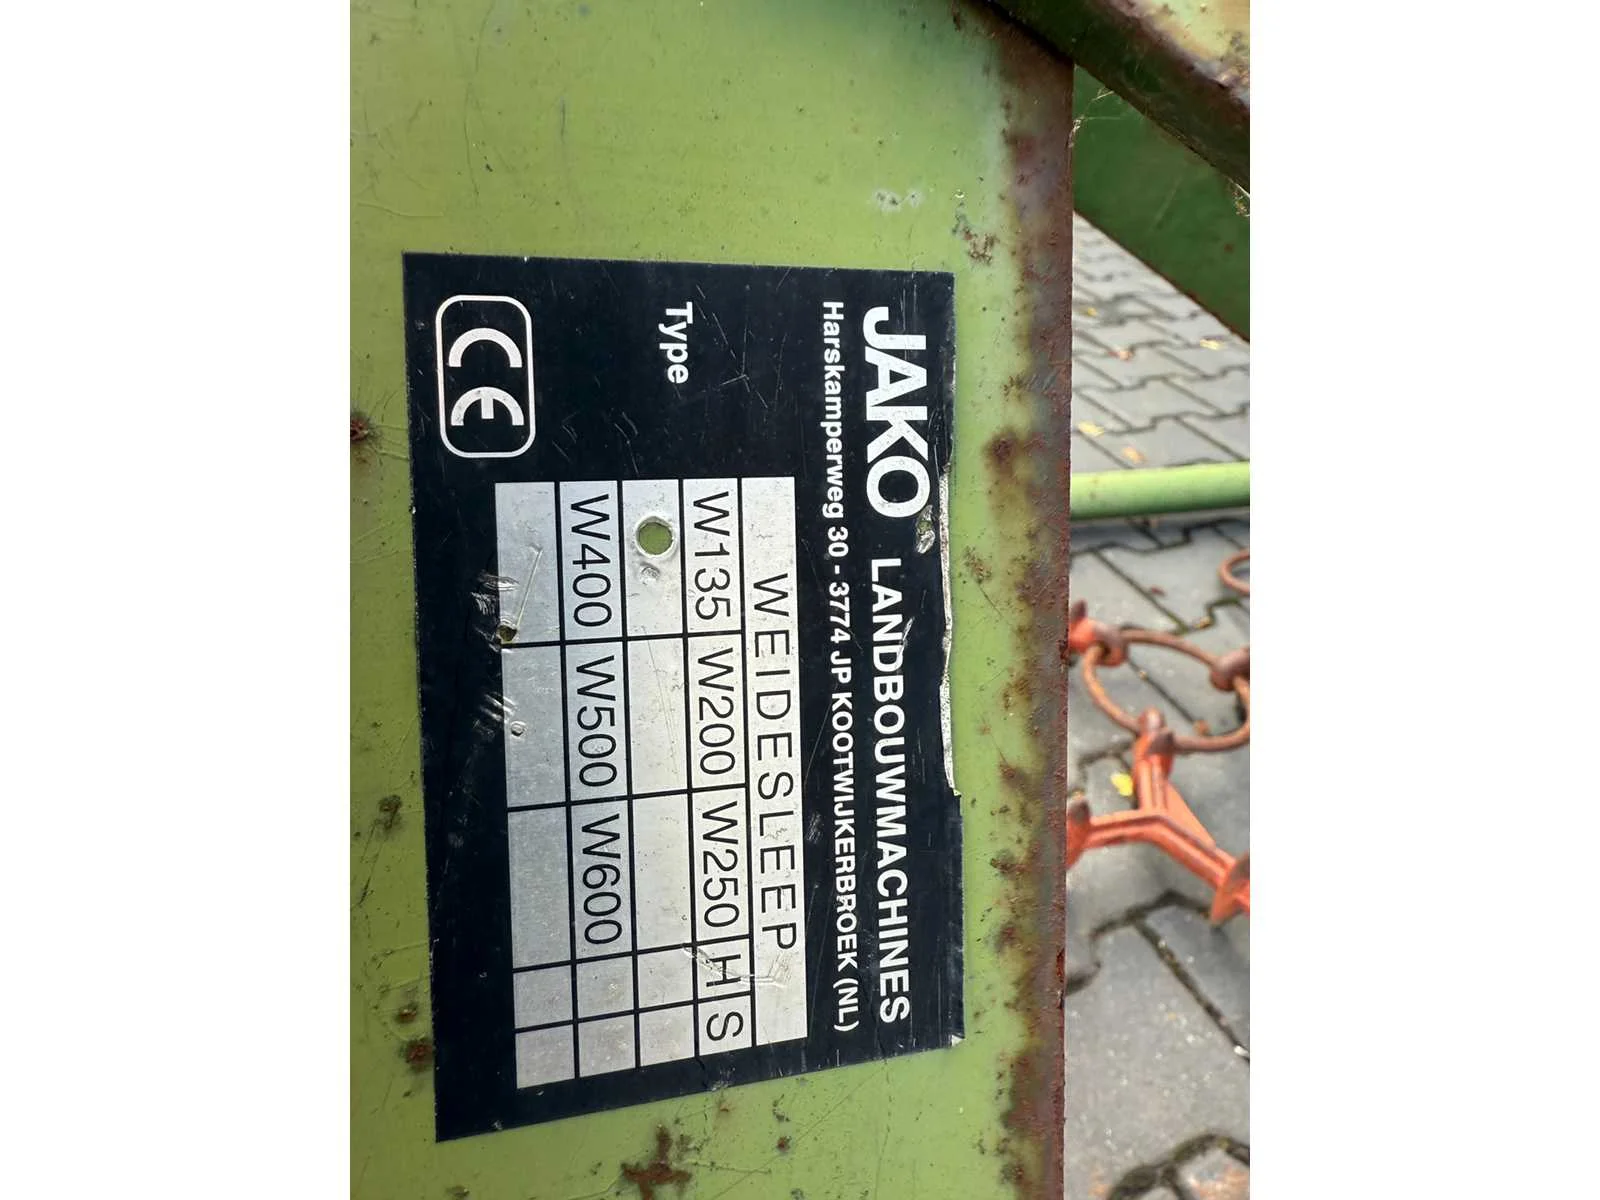 JAKO LANDBOUWMACHINES
Harskamperweg 30 - 3774 JP KOOTWIJKERBROEK (NL)
WEIDESLEEP
Type W135 W200 W250 H S
W400 W500 W600
CE